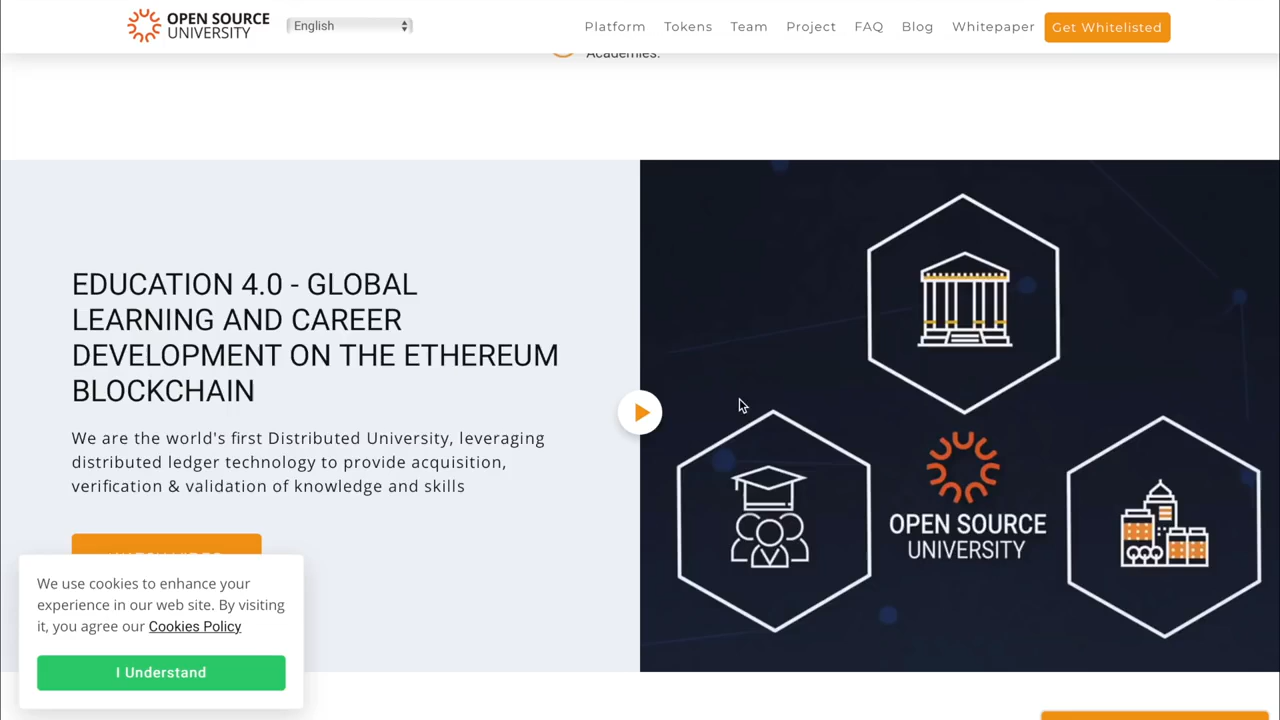 OPEN SOURCE
UNIVERSITY
English
Platform
Tokens
Team
Project
FAQ
Blog
Whitepaper
Get Whitelisted
Academies.
EDUCATION 4.0 - GLOBAL
LEARNING AND CAREER
DEVELOPMENT ON THE ETHEREUM
BLOCKCHAIN
We are the world's first Distributed University, leveraging
distributed ledger technology to provide acquisition,
verification & validation of knowledge and skills
WATCH VIDEO
OPEN SOURCE
UNIVERSITY
We use cookies to enhance your
experience in our web site. By visiting
it, you agree our Cookies Policy
I Understand